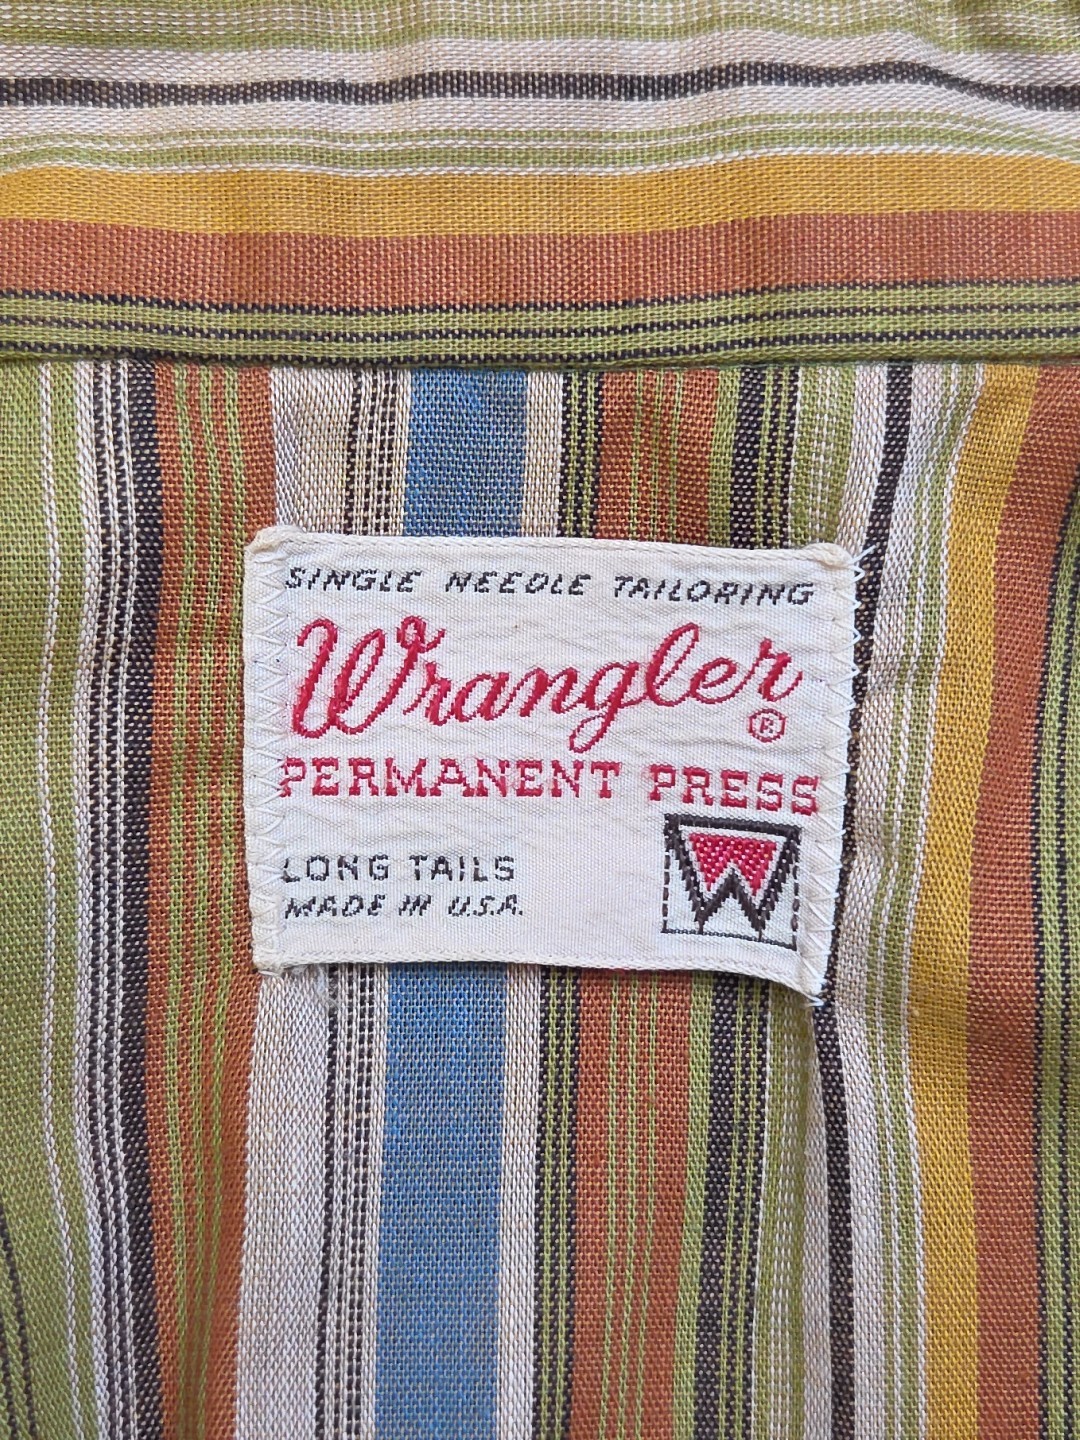 SINGLE NEEDLE TAILORING
Wrangler ®
PERMANENT PRESS
W
LONG TAILS
MADE IN U.S.A.